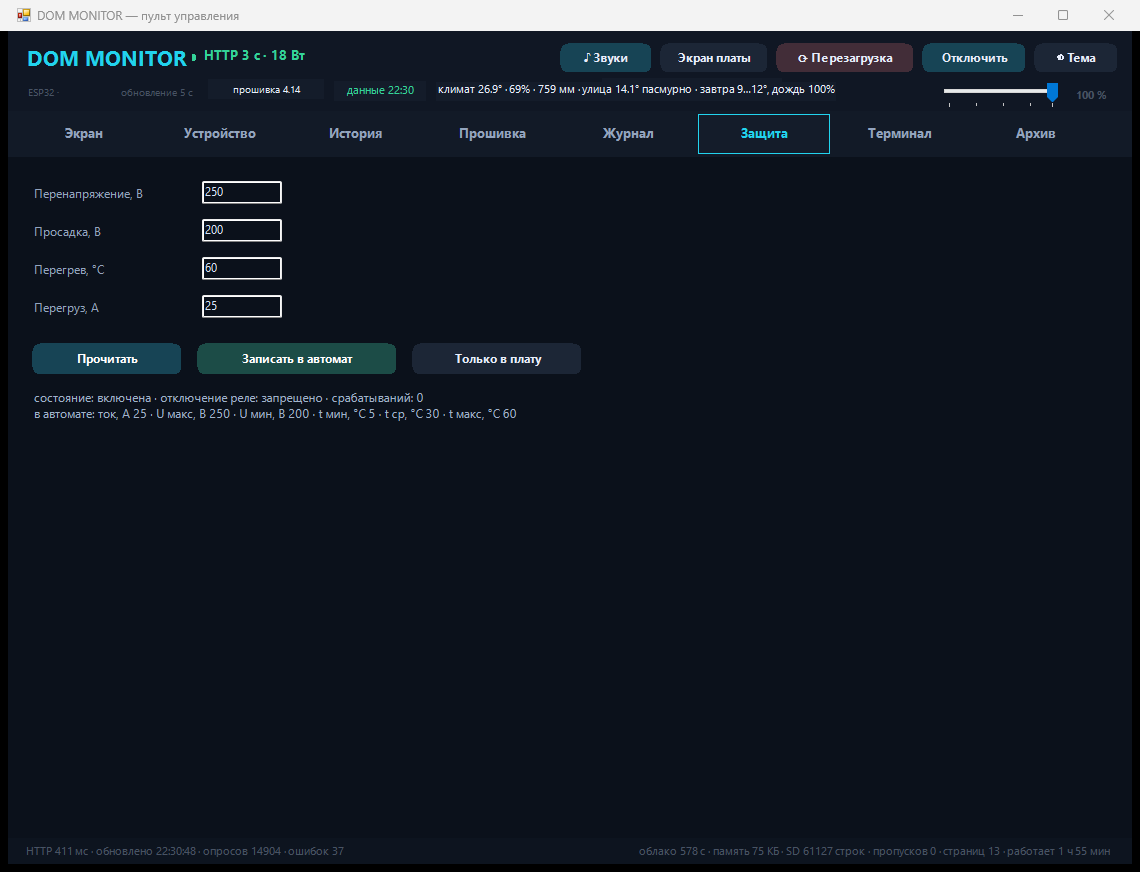 DOM MONITOR — пульт управления
DOM MONITOR HTTP 3 с · 18 Вт ♪ Звуки Экран платы ⟳ Перезагрузка Отключить Тема
ESP32 · обновление 5 с прошивка 4.14 данные 22:30 климат 26.9° · 69% · 759 мм · улица 14.1° пасмурно · завтра 9...12°, дождь 100% 100 %
Экран Устройство История Прошивка Журнал Защита Терминал Архив
Перенапряжение, В 250
Просадка, В 200
Перегрев, °C 60
Перегруз, А 25
Прочитать Записать в автомат Только в плату
состояние: включена · отключение реле: запрещено · срабатываний: 0
в автомате: ток, А 25 · U макс, В 250 · U мин, В 200 · t мин, °C 5 · t ср, °C 30 · t макс, °C 60
HTTP 411 мс · обновлено 22:30:48 · опросов 14904 · ошибок 37 облако 578 с · память 75 КБ · SD 61127 строк · пропусков 0 · страниц 13 · работает 1 ч 55 мин